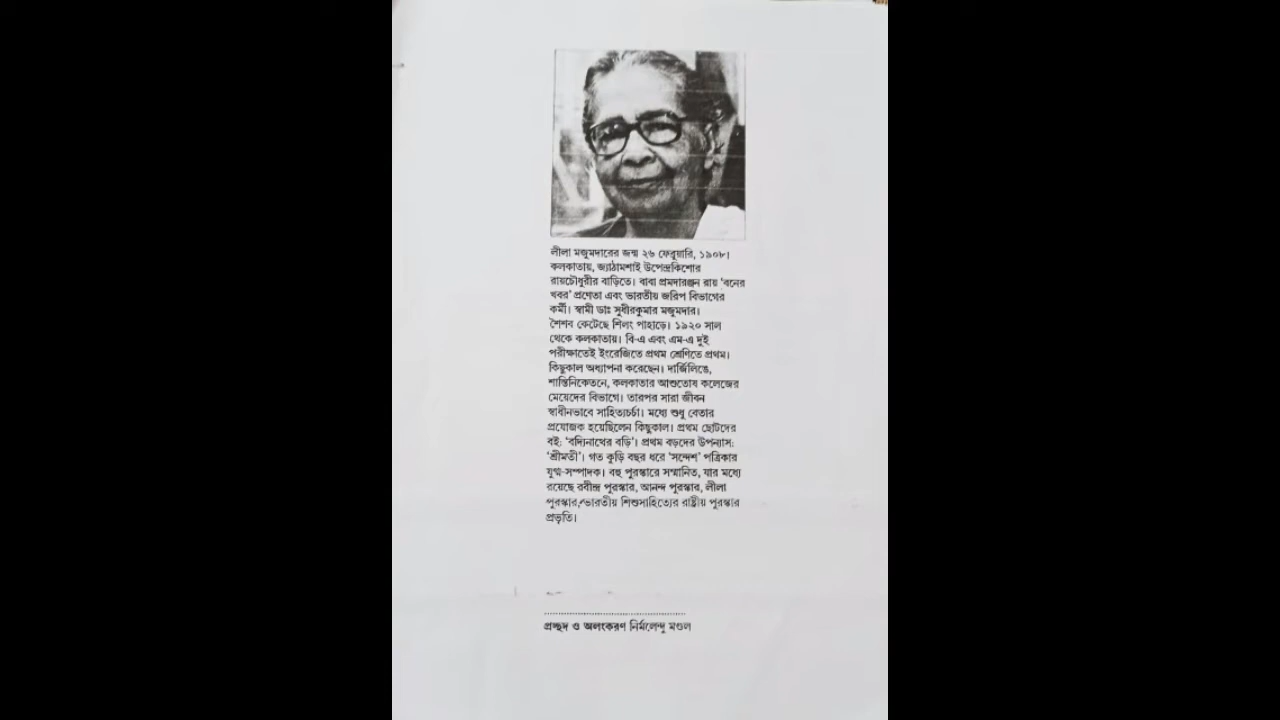 লীলা মজুমদারের জন্ম ২৬ ফেব্রুয়ারি, ১৯০৮।
কলকাতায়, জ্যাঠামশাই উপেন্দ্রকিশোর
রায়চৌধুরীর বাড়িতে। বাবা প্রমদারঞ্জন রায় ‘বনের
খবর’ প্রণেতা এবং ভারতীয় জরিপ বিভাগের
কর্মী। স্বামী ডাঃ সুধীরকুমার মজুমদার।
শৈশব কেটেছে শিলং পাহাড়ে। ১৯২০ সাল
থেকে কলকাতায়। বি-এ এবং এম-এ দুই
পরীক্ষাতেই ইংরেজিতে প্রথম শ্রেণিতে প্রথম।
কিছুকাল অধ্যাপনা করেছেন। দার্জিলিঙে,
শান্তিনিকেতনে, কলকাতার আশুতোষ কলেজের
মেয়েদের বিভাগে। তারপর সারা জীবন
স্বাধীনভাবে সাহিত্যচর্চা। মধ্যে শুধু বেতার
প্রযোজক হয়েছিলেন কিছুকাল। প্রথম ছোটদের
বই: ‘বদ্যিনাথের বড়ি’। প্রথম বড়দের উপন্যাস:
‘শ্রীমতী’। গত কুড়ি বছর ধরে ‘সন্দেশ’ পত্রিকার
যুগ্ম-সম্পাদক। বহু পুরস্কারে সম্মানিত, যার মধ্যে
রয়েছে রবীন্দ্র পুরস্কার, আনন্দ পুরস্কার, লীলা
পুরস্কার, ভারতীয় শিশুসাহিত্যের রাষ্ট্রীয় পুরস্কার
প্রভৃতি।
প্রচ্ছদ ও অলংকরণ নির্মলেন্দু মণ্ডল